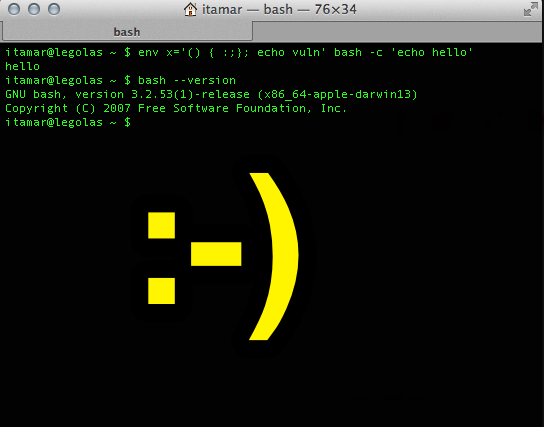 itamar — bash — 76×34
bash
itamar@legolas ~ $ env x='() { :;}; echo vuln' bash -c 'echo hello'
hello
itamar@legolas ~ $ bash --version
GNU bash, version 3.2.53(1)-release (x86_64-apple-darwin13)
Copyright (C) 2007 Free Software Foundation, Inc.
itamar@legolas ~ $
:-)